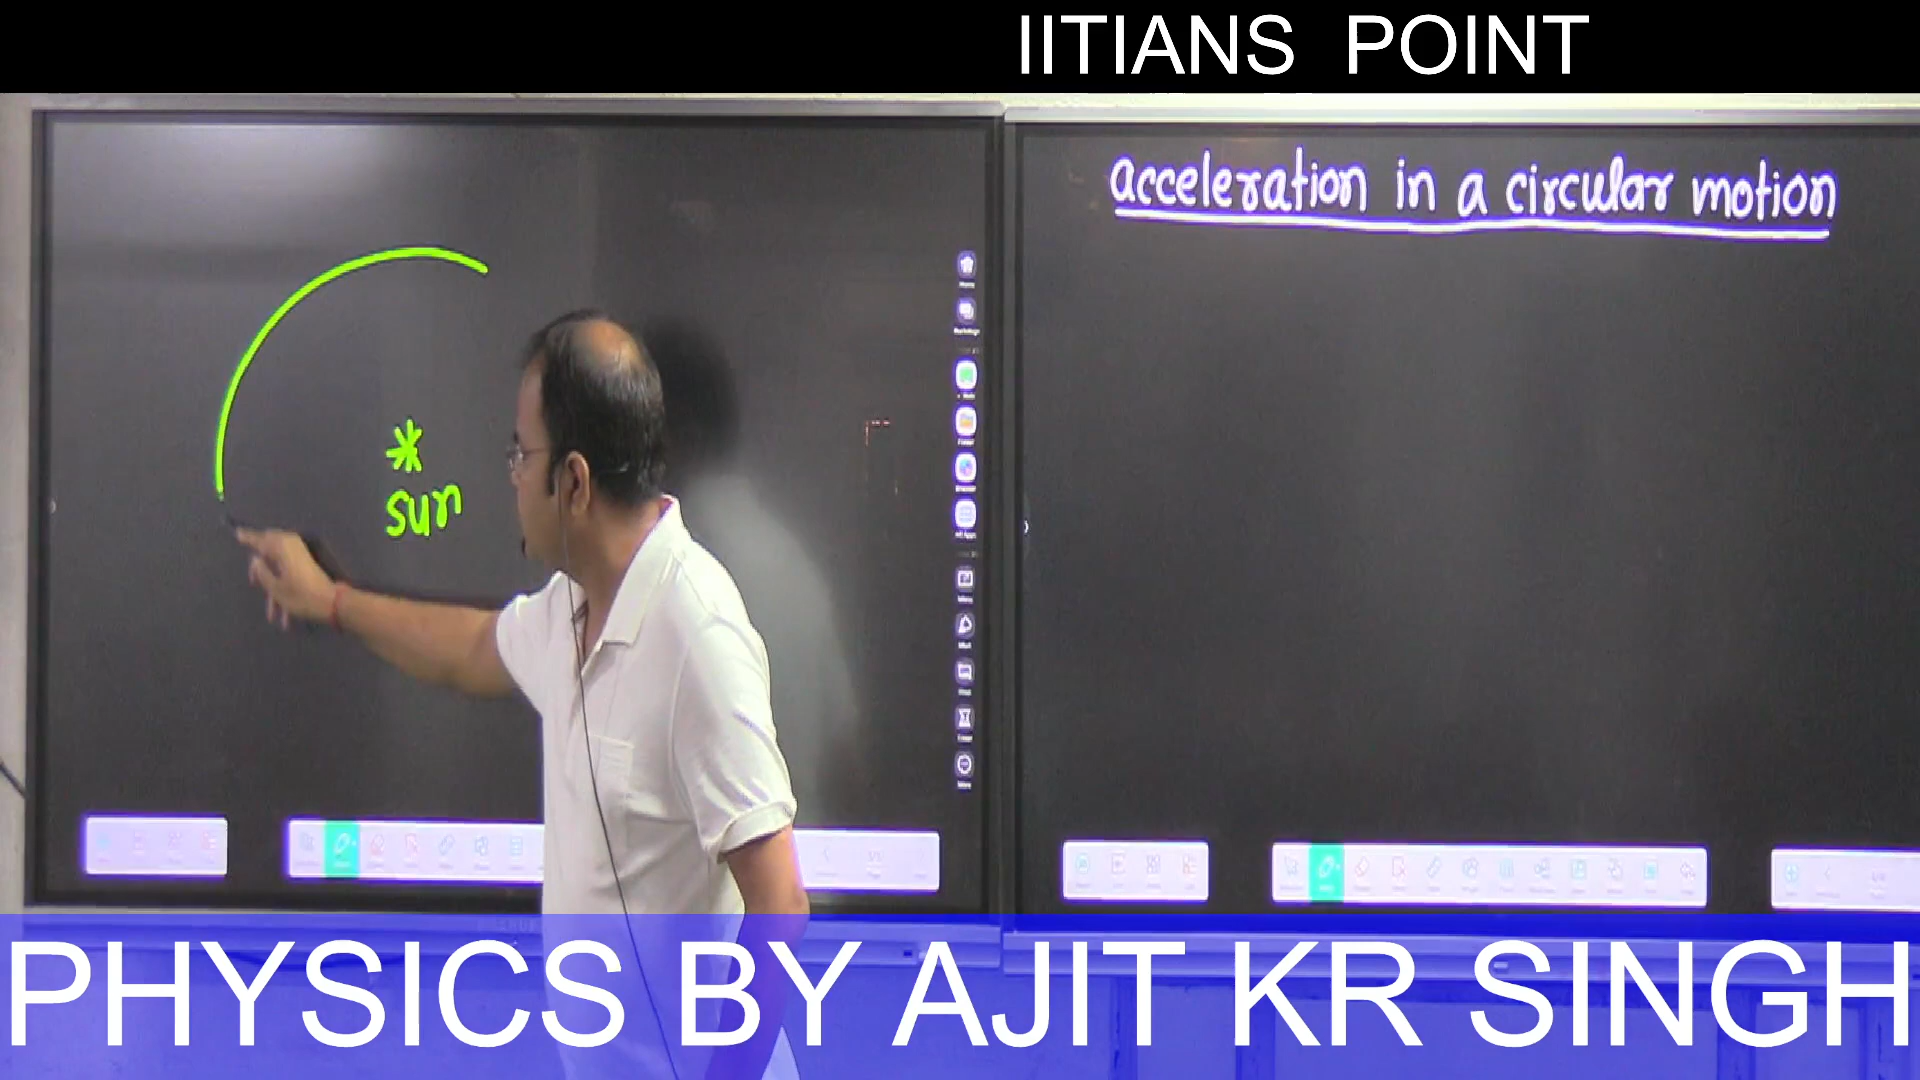 IITIANS POINT
acceleration in a circular motion
*
sun
PHYSICS BY AJIT KR SINGH